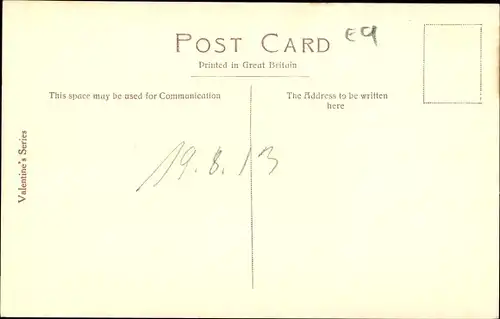 POST CARD
E9
Printed in Great Britain
This space may be used for Communication
The Address to be written
here
19.8.13
Valentine's Series